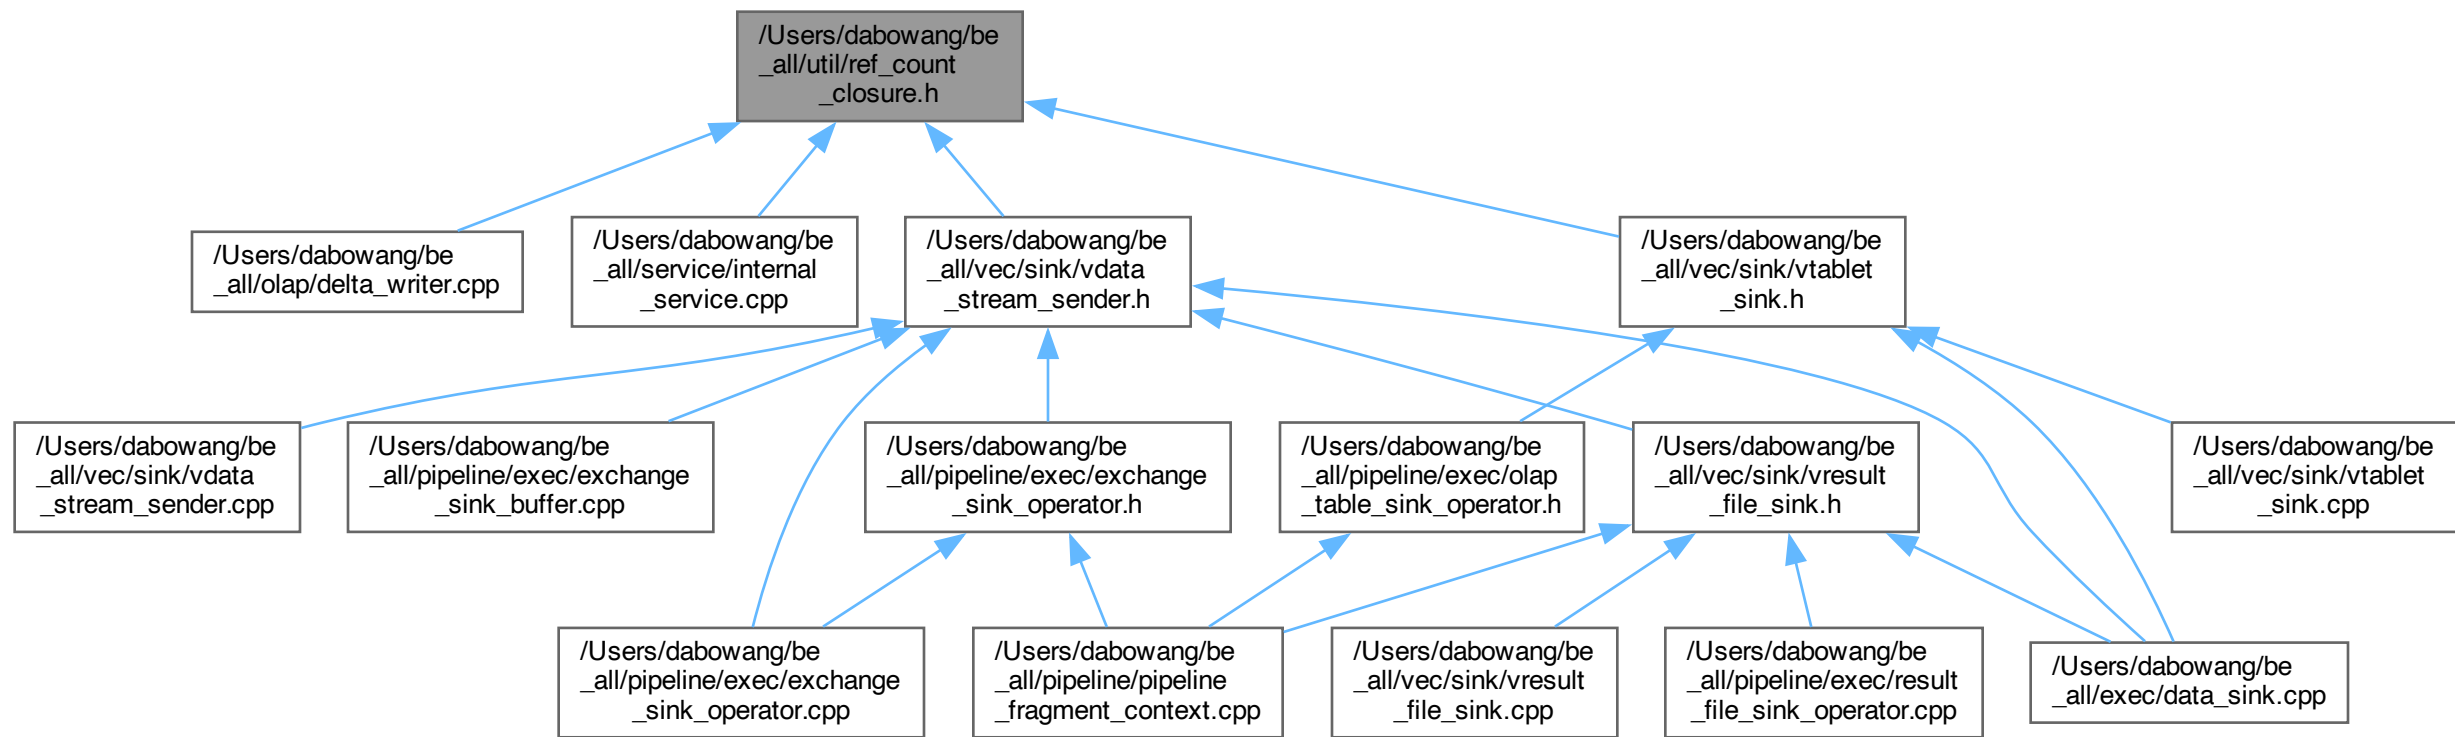 /Users/dabowang/be
_all/util/ref_count
_closure.h
/Users/dabowang/be
_all/olap/delta_writer.cpp
/Users/dabowang/be
_all/service/internal
_service.cpp
/Users/dabowang/be
_all/vec/sink/vdata
_stream_sender.h
/Users/dabowang/be
_all/vec/sink/vtablet
_sink.h
/Users/dabowang/be
_all/vec/sink/vdata
_stream_sender.cpp
/Users/dabowang/be
_all/pipeline/exec/exchange
_sink_buffer.cpp
/Users/dabowang/be
_all/pipeline/exec/exchange
_sink_operator.h
/Users/dabowang/be
_all/pipeline/exec/olap
_table_sink_operator.h
/Users/dabowang/be
_all/vec/sink/vresult
_file_sink.h
/Users/dabowang/be
_all/vec/sink/vtablet
_sink.cpp
/Users/dabowang/be
_all/pipeline/exec/exchange
_sink_operator.cpp
/Users/dabowang/be
_all/pipeline/pipeline
_fragment_context.cpp
/Users/dabowang/be
_all/vec/sink/vresult
_file_sink.cpp
/Users/dabowang/be
_all/pipeline/exec/result
_file_sink_operator.cpp
/Users/dabowang/be
_all/exec/data_sink.cpp